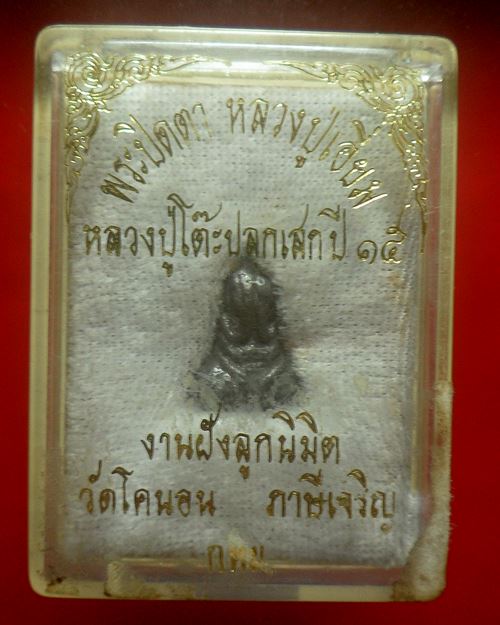 พระปิดตา หลวงปู่เอี่ยม
หลวงปู่โต๊ะปลุกเสกปี ๑๕
งานฝังลูกนิมิต
วัดโคนอน ภาษีเจริญ
กทม.